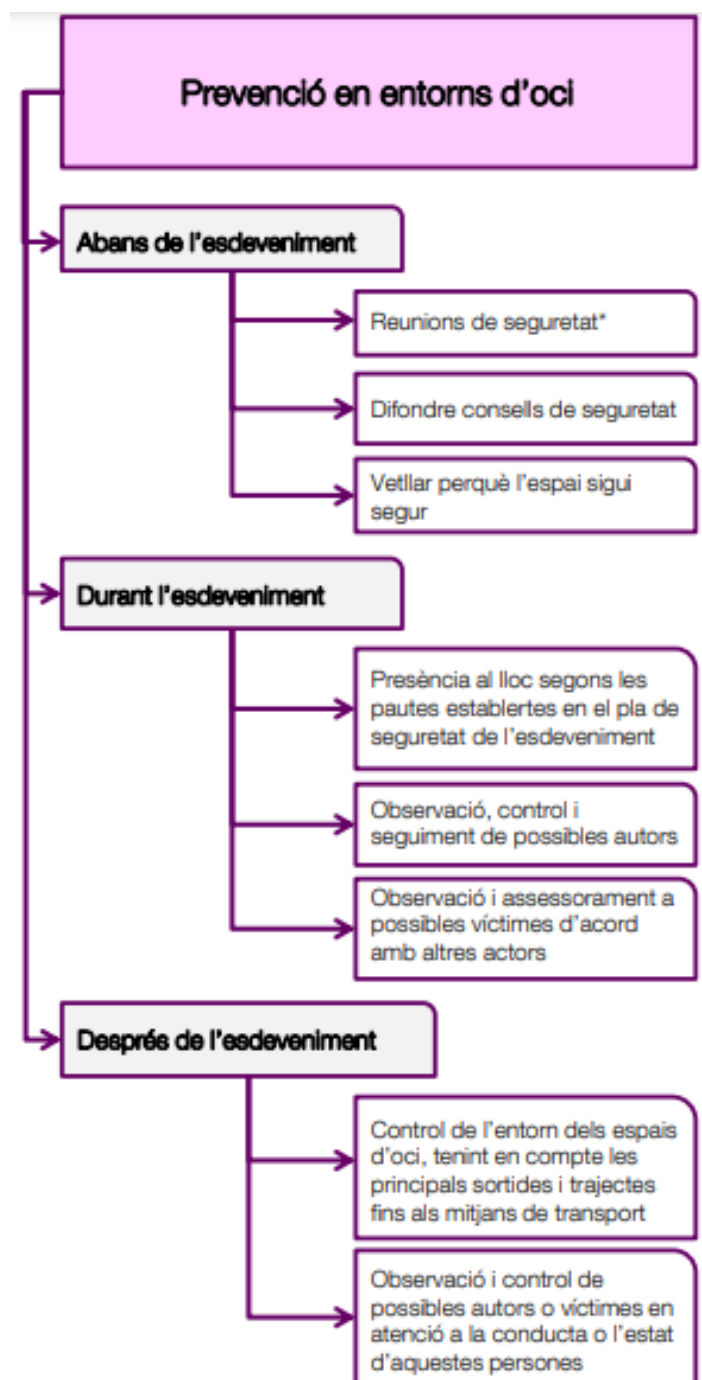 Prevenció en entorns d'oci
Abans de l'esdeveniment
Reunions de seguretat*
Difondre consells de seguretat
Vetllar perquè l'espai sigui
segur
Durant l'esdeveniment
Presència al lloc segons les
pautes establertes en el pla de
seguretat de l'esdeveniment
Observació, control i
seguiment de possibles autors
Observació i assessorament a
possibles víctimes d'acord
amb altres actors
Després de l'esdeveniment
Control de l'entorn dels espais
d'oci, tenint en compte les
principals sortides i trajectes
fins als mitjans de transport
Observació i control de
possibles autors o víctimes en
atenció a la conducta o l'estat
d'aquestes persones